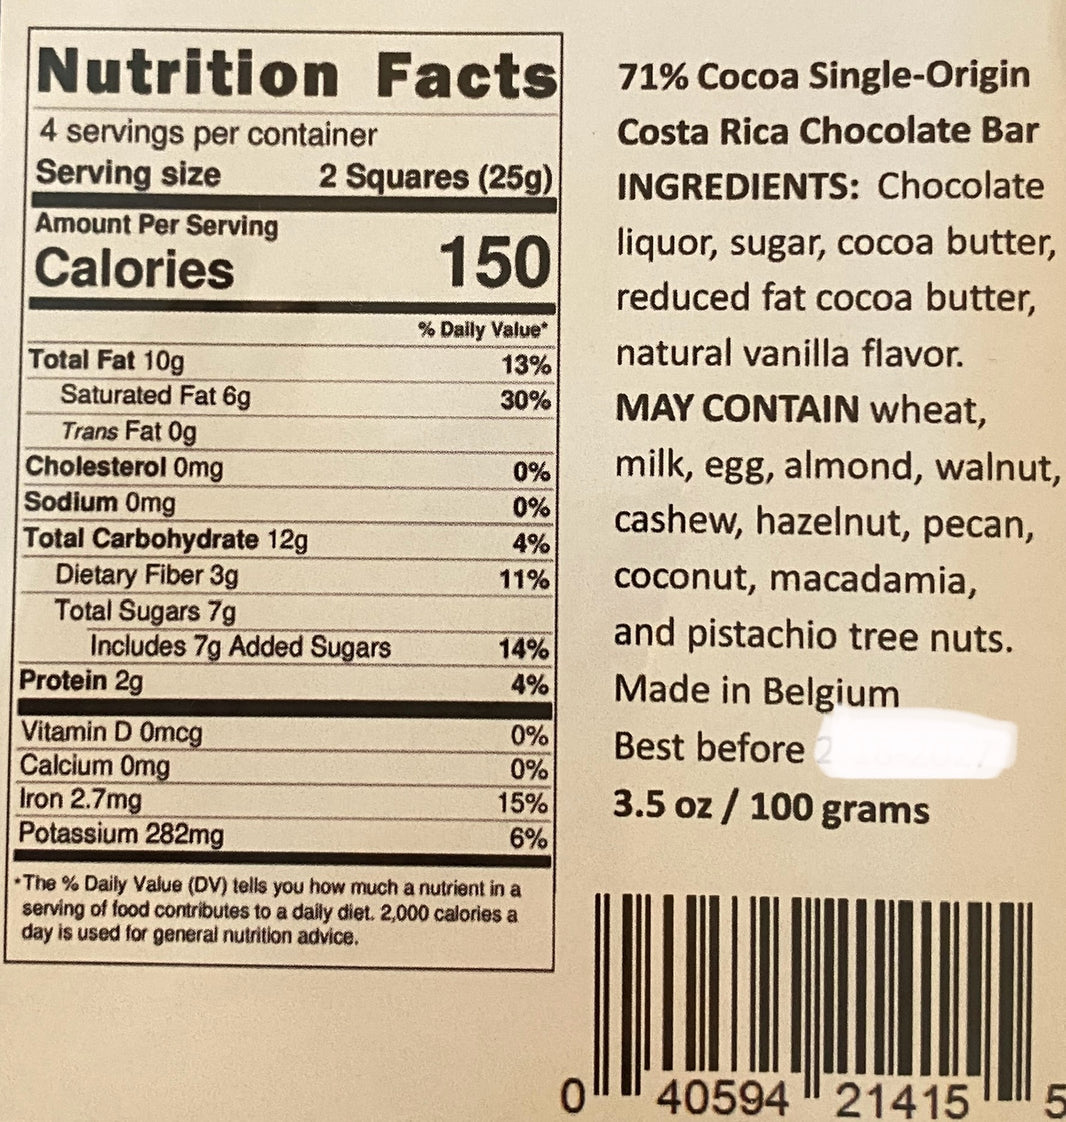 Nutrition Facts
4 servings per container
Serving size 2 Squares (25g)
Amount Per Serving
Calories 150
% Daily Value*
Total Fat 10g 13%
Saturated Fat 6g 30%
Trans Fat 0g
Cholesterol 0mg 0%
Sodium 0mg 0%
Total Carbohydrate 12g 4%
Dietary Fiber 3g 11%
Total Sugars 7g
Includes 7g Added Sugars 14%
Protein 2g 4%
Vitamin D 0mcg 0%
Calcium 0mg 0%
Iron 2.7mg 15%
Potassium 282mg 6%
*The % Daily Value (DV) tells you how much a nutrient in a
serving of food contributes to a daily diet. 2,000 calories a
day is used for general nutrition advice.
71% Cocoa Single-Origin
Costa Rica Chocolate Bar
INGREDIENTS: Chocolate
liquor, sugar, cocoa butter,
reduced fat cocoa butter,
natural vanilla flavor.
MAY CONTAIN wheat,
milk, egg, almond, walnut,
cashew, hazelnut, pecan,
coconut, macadamia,
and pistachio tree nuts.
Made in Belgium
Best before
3.5 oz / 100 grams
0 40594 21415 5